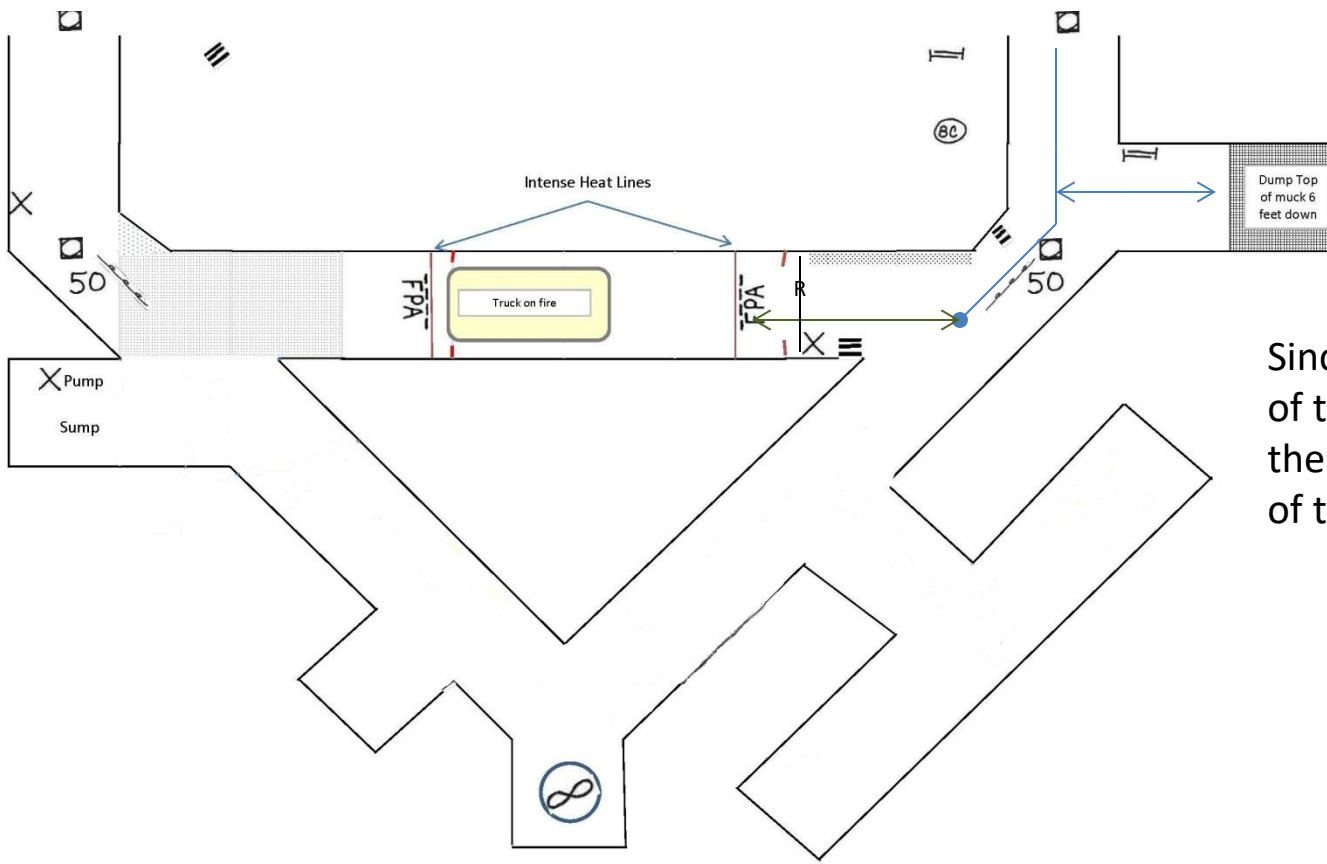 BC
Intense Heat Lines
Dump Top
of muck 6
feet down
50
50
FPA
Truck on fire
FPA
R
X Pump
Sump
X
X
Sinc
of t
the
of t